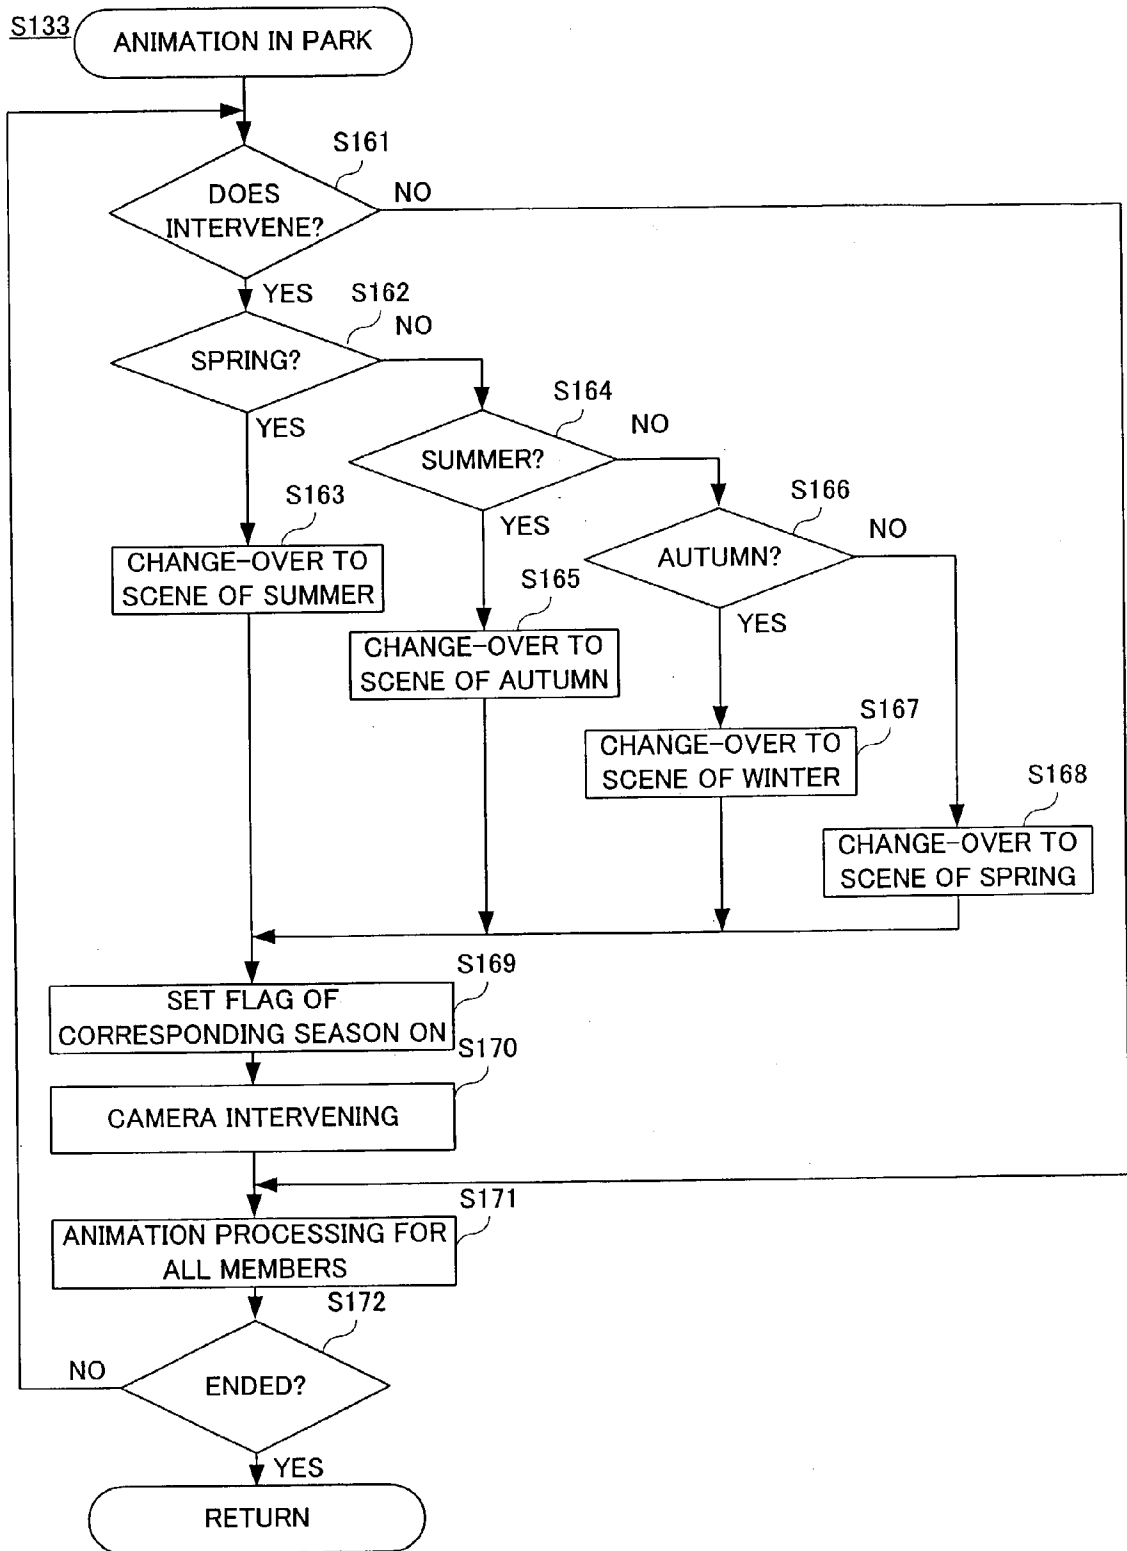 S133
ANIMATION IN PARK
S161
DOES
INTERVENE?
NO
YES
S162
NO
SPRING?
YES
S164
NO
SUMMER?
YES
S163
CHANGE-OVER TO
SCENE OF SUMMER
S166
NO
AUTUMN?
YES
S165
CHANGE-OVER TO
SCENE OF AUTUMN
S167
CHANGE-OVER TO
SCENE OF WINTER
S168
CHANGE-OVER TO
SCENE OF SPRING
S169
SET FLAG OF
CORRESPONDING SEASON ON
S170
CAMERA INTERVENING
S171
ANIMATION PROCESSING FOR
ALL MEMBERS
S172
NO
ENDED?
YES
RETURN